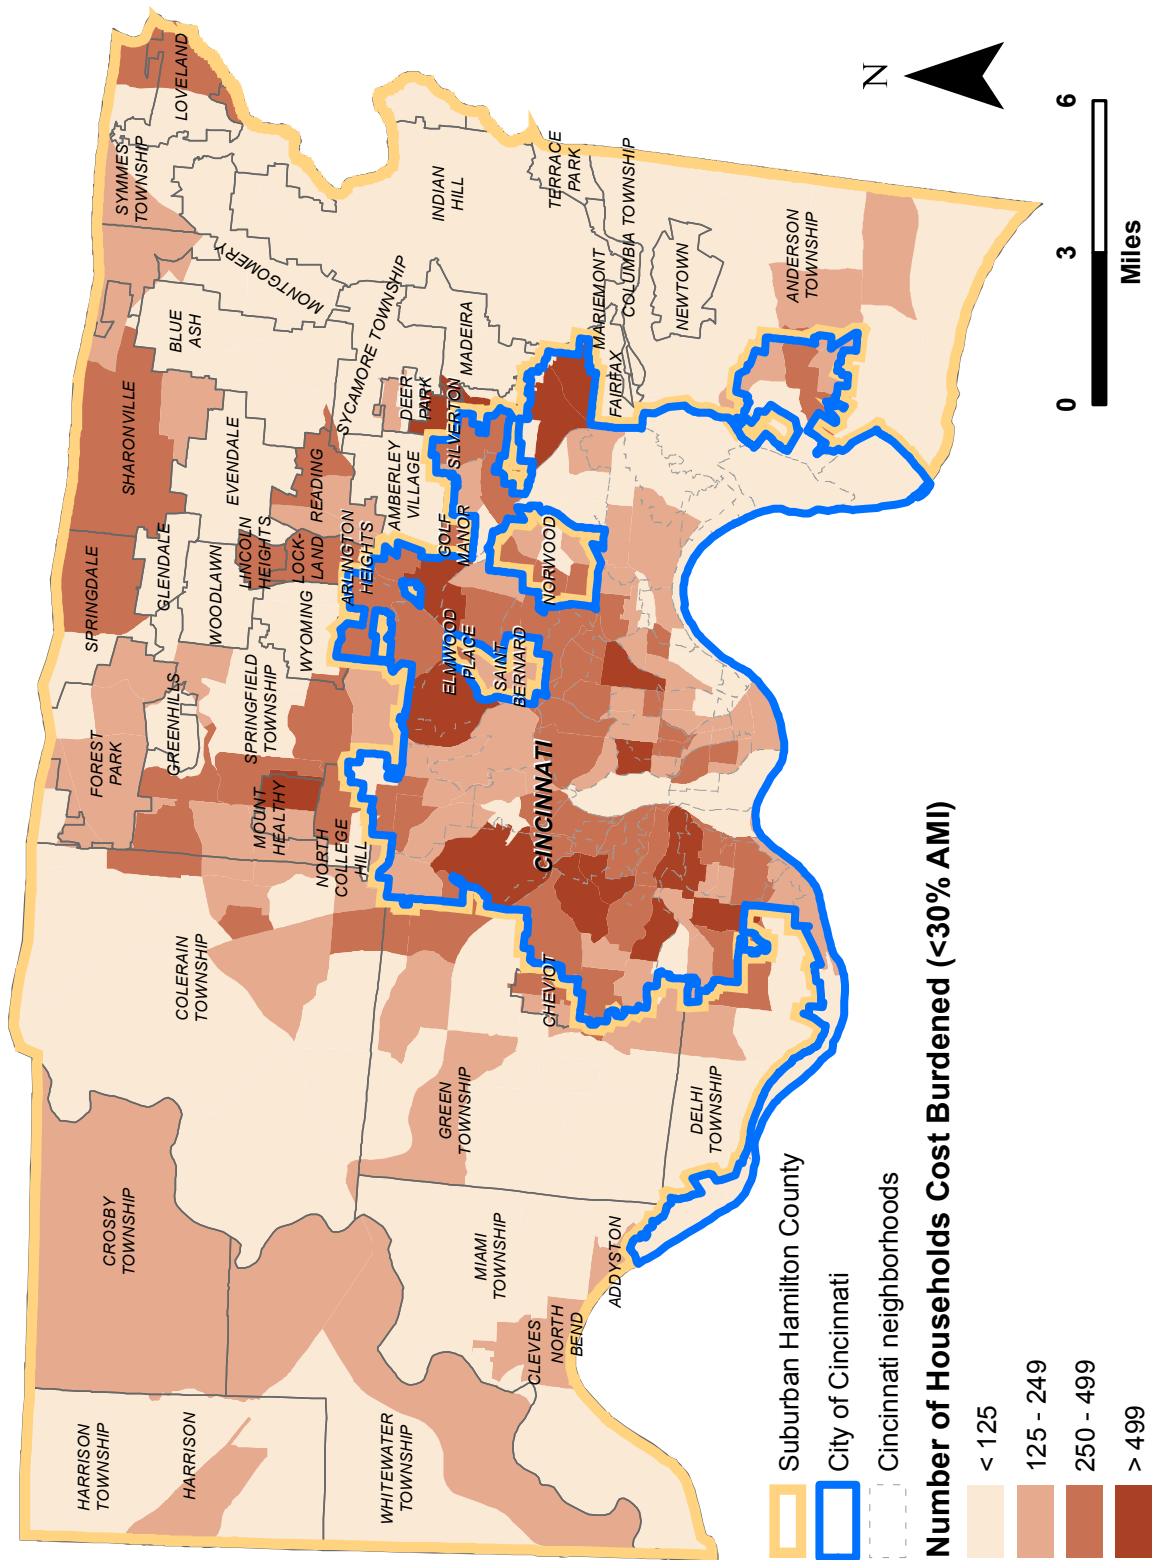 HARRISON
TOWNSHIP
HARRISON
WHITEWATER
TOWNSHIP
CROSBY
TOWNSHIP
MIAMI
TOWNSHIP
CLEVES
NORTH
BEND
ADDYSTON
COLERAIN
TOWNSHIP
GREEN
TOWNSHIP
DELHI
TOWNSHIP
CHEVIOT
FOREST
PARK
GREENHILLS
SPRINGFIELD
TOWNSHIP
MOUNT
HEALTHY
NORTH
COLLEGE
HILL
CINCINNATI
SPRINGDALE
GLENDALE
WOODLAWN
LINCOLN
HEIGHTS
WYOMING
LOCK-
LAND
ARLINGTON
HEIGHTS
ELMWOOD
PLACE
SAINT
BERNARD
SHARONVILLE
EVENDALE
READING
AMBERLEY
VILLAGE
GOLF
MANOR
NORWOOD
BLUE
ASH
SYCAMORE TOWNSHIP
DEER
PARK
SILVERTON
MADEIRA
MONTGOMERY
SYMMES
TOWNSHIP
LOVELAND
INDIAN
HILL
TERRACE
PARK
COLUMBIA TOWNSHIP
MARIEMONT
FAIRFAX
NEWTOWN
ANDERSON
TOWNSHIP
N
0 3 6
Miles
Suburban Hamilton County
City of Cincinnati
Cincinnati neighborhoods
Number of Households Cost Burdened (<30% AMI)
< 125
125 - 249
250 - 499
> 499